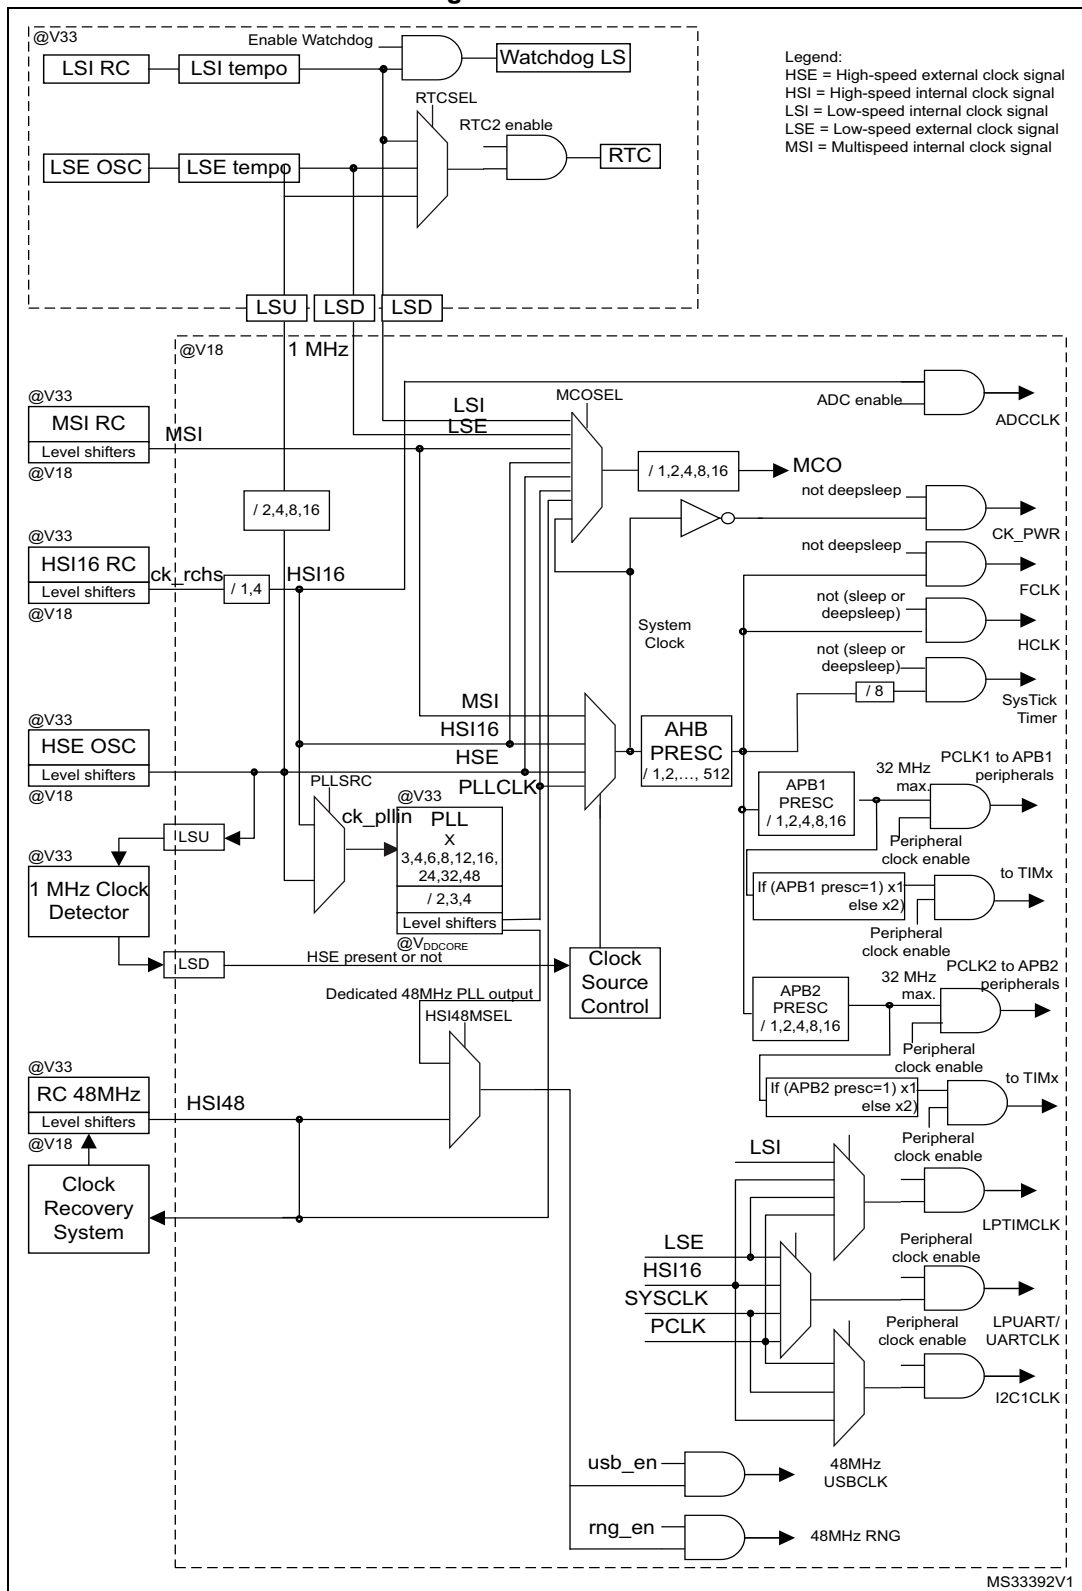 @V33
Enable Watchdog
LSI RC
LSI tempo
Watchdog LS
Legend:
HSE = High-speed external clock signal
HSI = High-speed internal clock signal
LSI = Low-speed internal clock signal
LSE = Low-speed external clock signal
MSI = Multispeed internal clock signal
RTCSEL
RTC2 enable
LSE OSC
LSE tempo
RTC
LSU
LSD
LSD
@V18
1 MHz
@V33
MSI RC
Level shifters
@V18
MSI
LSI
LSE
MCOSEL
ADC enable
ADCCLK
/ 1,2,4,8,16
MCO
/ 2,4,8,16
not deepsleep
CK_PWR
@V33
HSI16 RC
Level shifters
@V18
ck_rchs
/ 1,4
HSI16
not deepsleep
FCLK
System
Clock
not (sleep or
deepsleep)
HCLK
not (sleep or
deepsleep)
/ 8
SysTick
Timer
@V33
HSE OSC
Level shifters
@V18
MSI
HSI16
HSE
PLLCLK
AHB
PRESC
/ 1,2,..., 512
PLLSRC
ck_pllin
@V33
PLL
X
3,4,6,8,12,16,
24,32,48
/ 2,3,4
Level shifters
@VDDCORE
APB1
PRESC
/ 1,2,4,8,16
32 MHz
max.
PCLK1 to APB1
peripherals
Peripheral
clock enable
If (APB1 presc=1) x1
else x2)
to TIMx
Peripheral
clock enable
LSU
@V33
1 MHz Clock
Detector
LSD
HSE present or not
Clock
Source
Control
Dedicated 48MHz PLL output
HSI48MSEL
APB2
PRESC
/ 1,2,4,8,16
32 MHz
max.
PCLK2 to APB2
peripherals
Peripheral
clock enable
If (APB2 presc=1) x1
else x2)
to TIMx
Peripheral
clock enable
@V33
RC 48MHz
Level shifters
@V18
HSI48
Clock
Recovery
System
LSI
LPTIMCLK
LSE
HSI16
SYSCLK
PCLK
Peripheral
clock enable
LPUART/
UARTCLK
Peripheral
clock enable
I2C1CLK
usb_en
48MHz
USBCLK
rng_en
48MHz RNG
MS33392V1